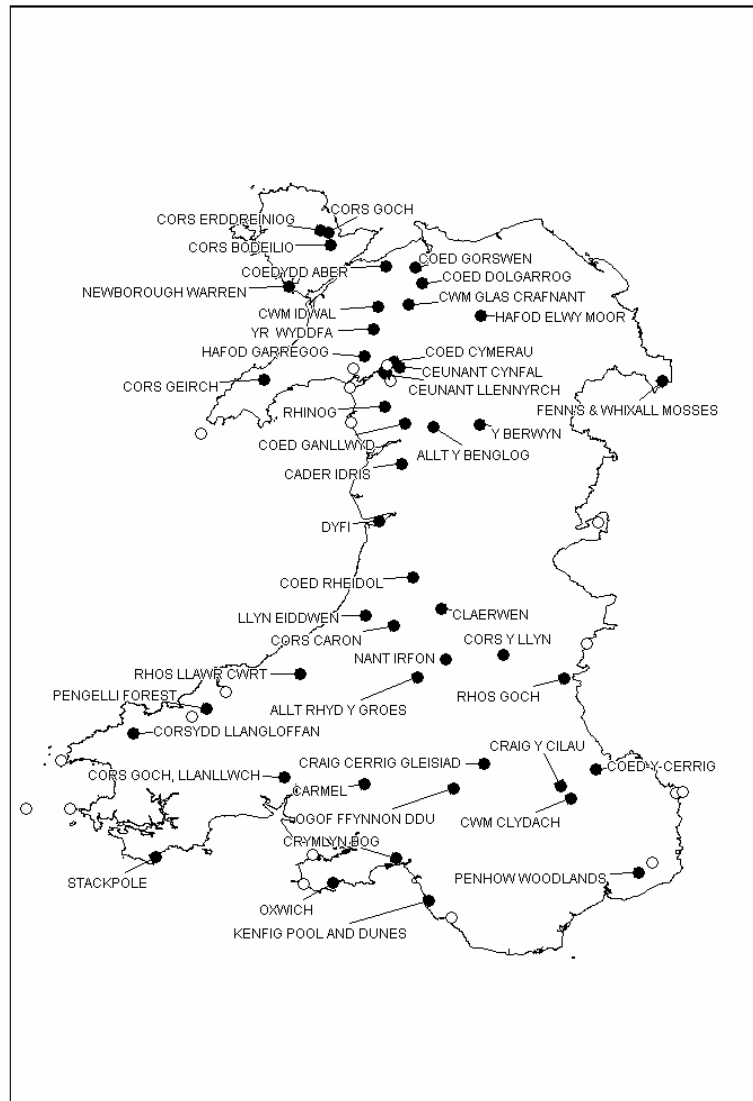 CORS GOCH
CORS ERDDREINIOG
CORS BODEILIO
COED GORSWEN
COEDYDD ABER
COED DOLGARROG
NEWBOROUGH WARREN
CWM GLAS CRAFNANT
CWM IDWAL
HAFOD ELWY MOOR
YR WYDDFA
COED CYMERAU
HAFOD GARREGOG
CEUNANT CYNFAL
CORS GEIRCH
CEUNANT LLENNYRCH
RHINOG
FENN'S & WHIXALL MOSSES
Y BERWYN
COED GANLLWYD
ALLT Y BENGLOG
CADER IDRIS
DYFI
COED RHEIDOL
CLAERWEN
LLYN EIDDWEN
CORS CARON
CORS Y LLYN
NANT IRFON
RHOS LLAWR CWRT
ALLT RHYD Y GROES
RHOS GOCH
PENGELLI FOREST
CORSYDD LLANGLOFFAN
CRAIG Y CILAU
CRAIG CERRIG GLEISIAD
COED-Y-CERRIG
CORS GOCH, LLANLLWCH
CARMEL
OGOF FFYNNON DDU
CWM CLYDACH
CRYMLYN BOG
STACKPOLE
PENHOW WOODLANDS
OXWICH
KENFIG POOL AND DUNES